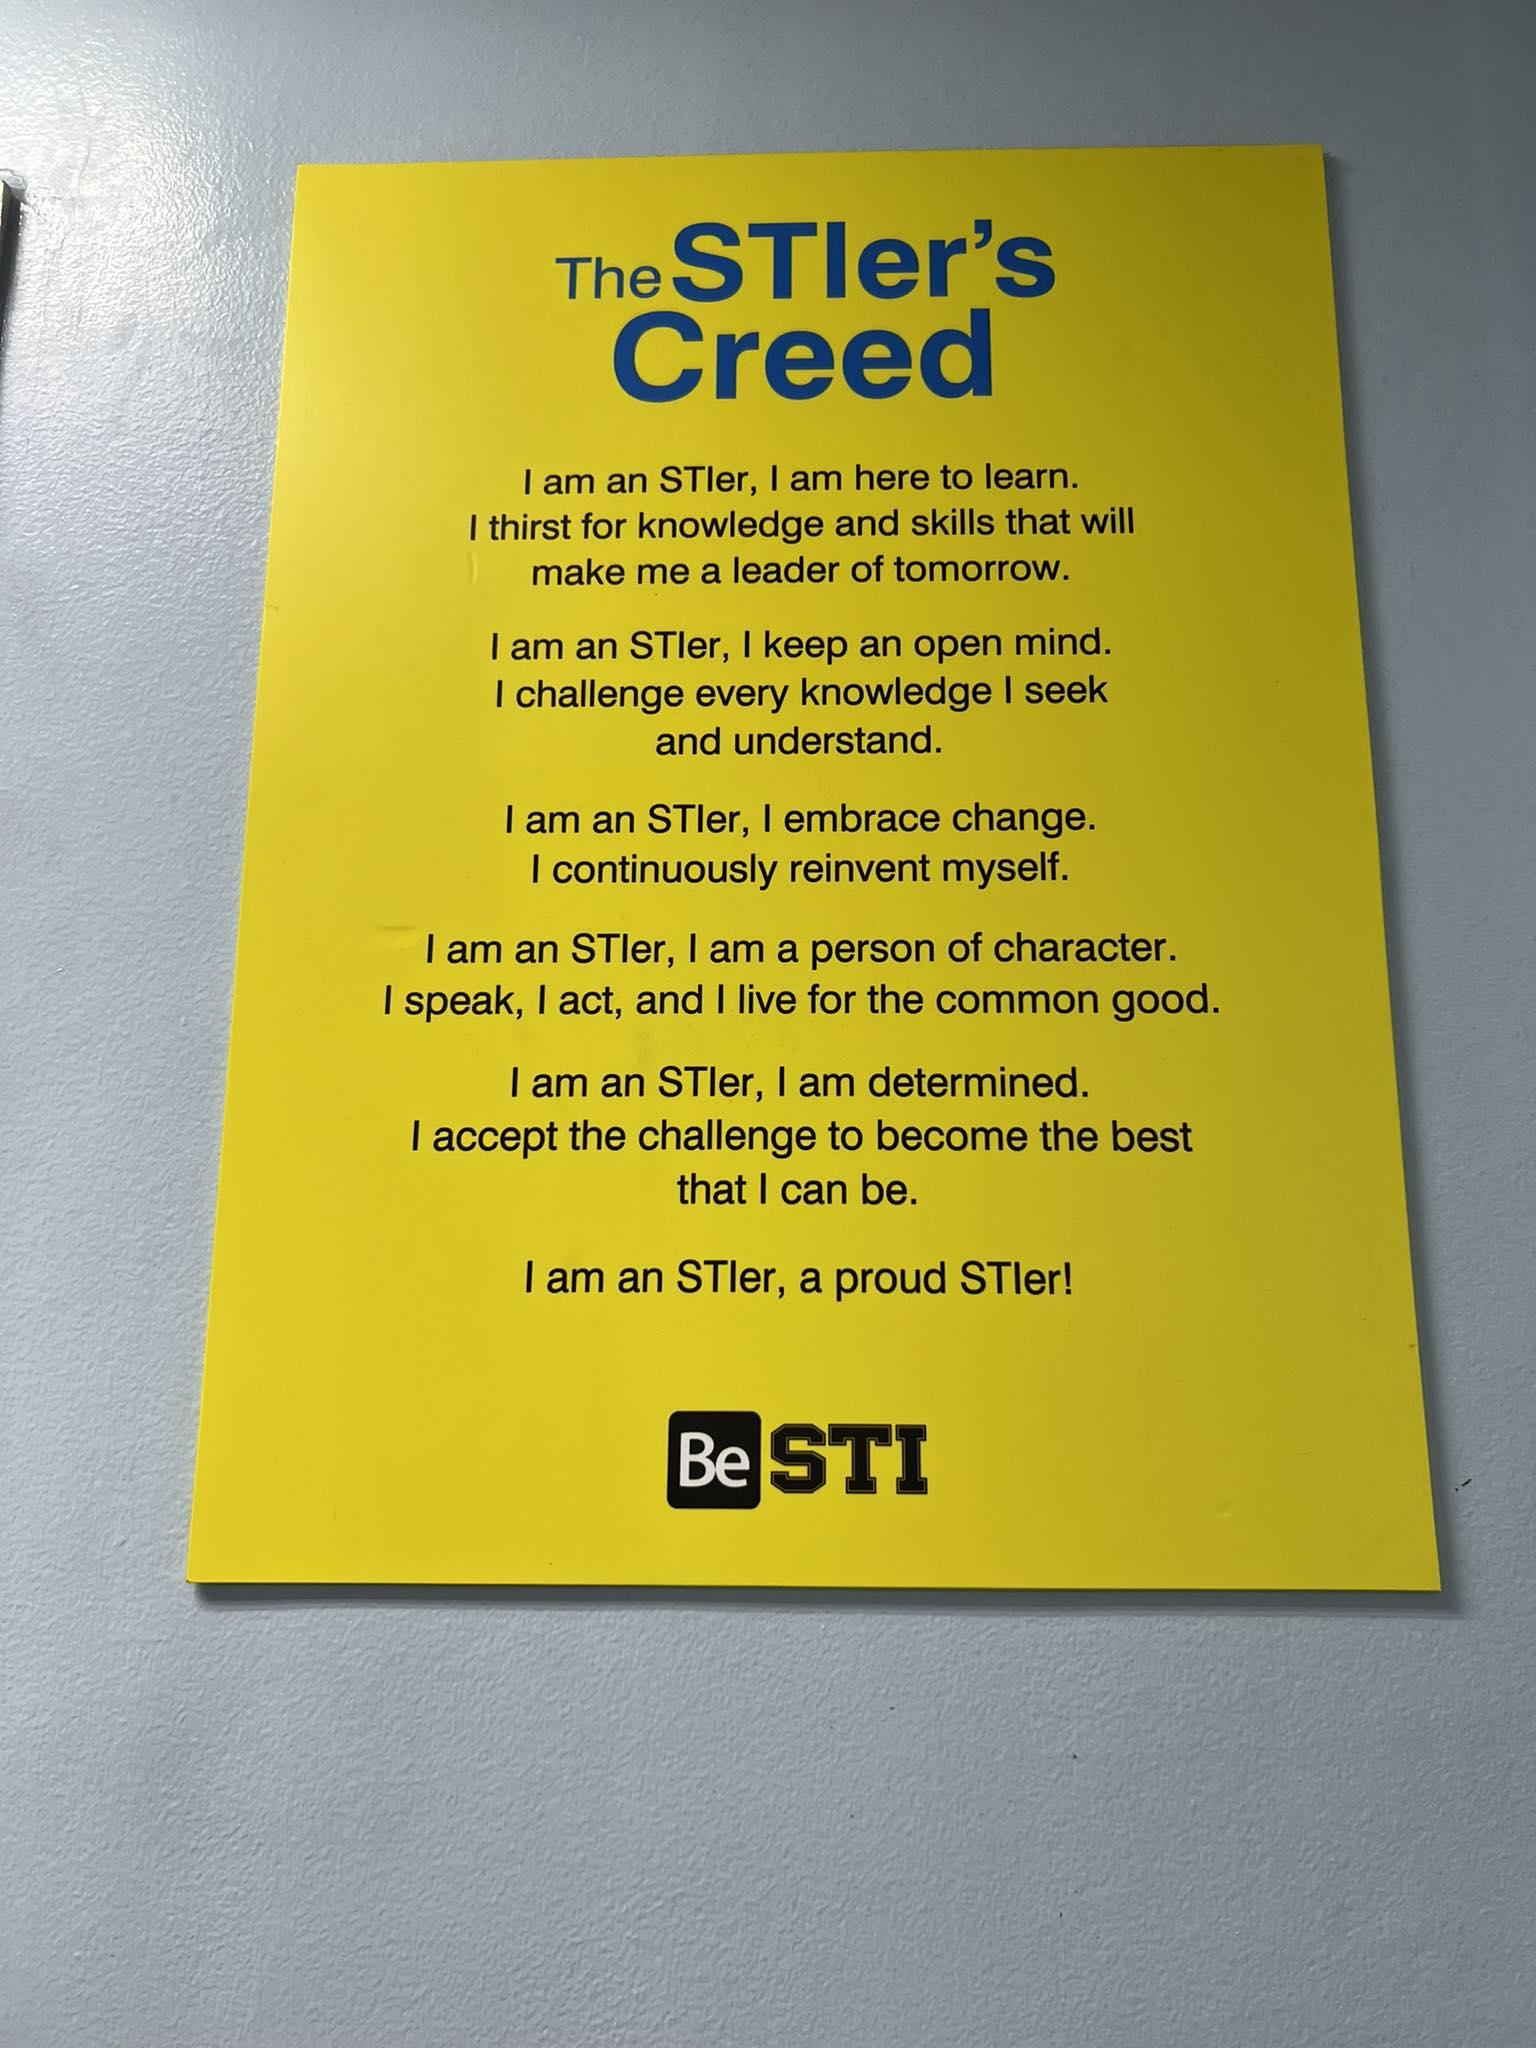 The STIer's
Creed
I am an STIer, I am here to learn.
I thirst for knowledge and skills that will
make me a leader of tomorrow.
I am an STIer, I keep an open mind.
I challenge every knowledge I seek
and understand.
I am an STIer, I embrace change.
I continuously reinvent myself.
I am an STIer, I am a person of character.
I speak, I act, and I live for the common good.
I am an STIer, I am determined.
I accept the challenge to become the best
that I can be.
I am an STIer, a proud STIer!
Be STI